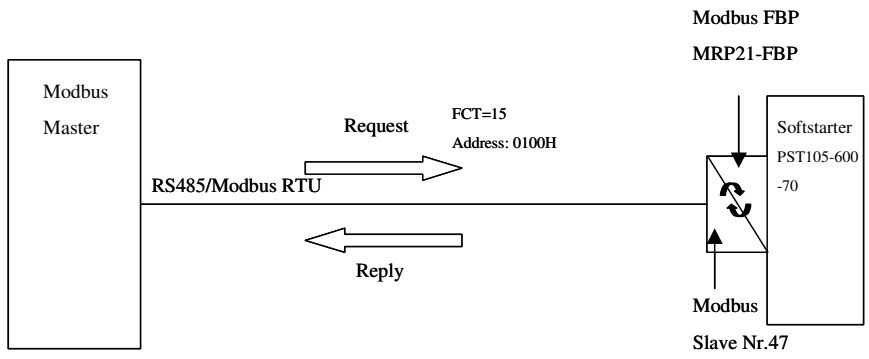 Modbus FBP
MRP21-FBP
Modbus
Master
Request
FCT=15
Address: 0100H
Softstarter
PST105-600
-70
RS485/Modbus RTU
Reply
Modbus
Slave Nr.47